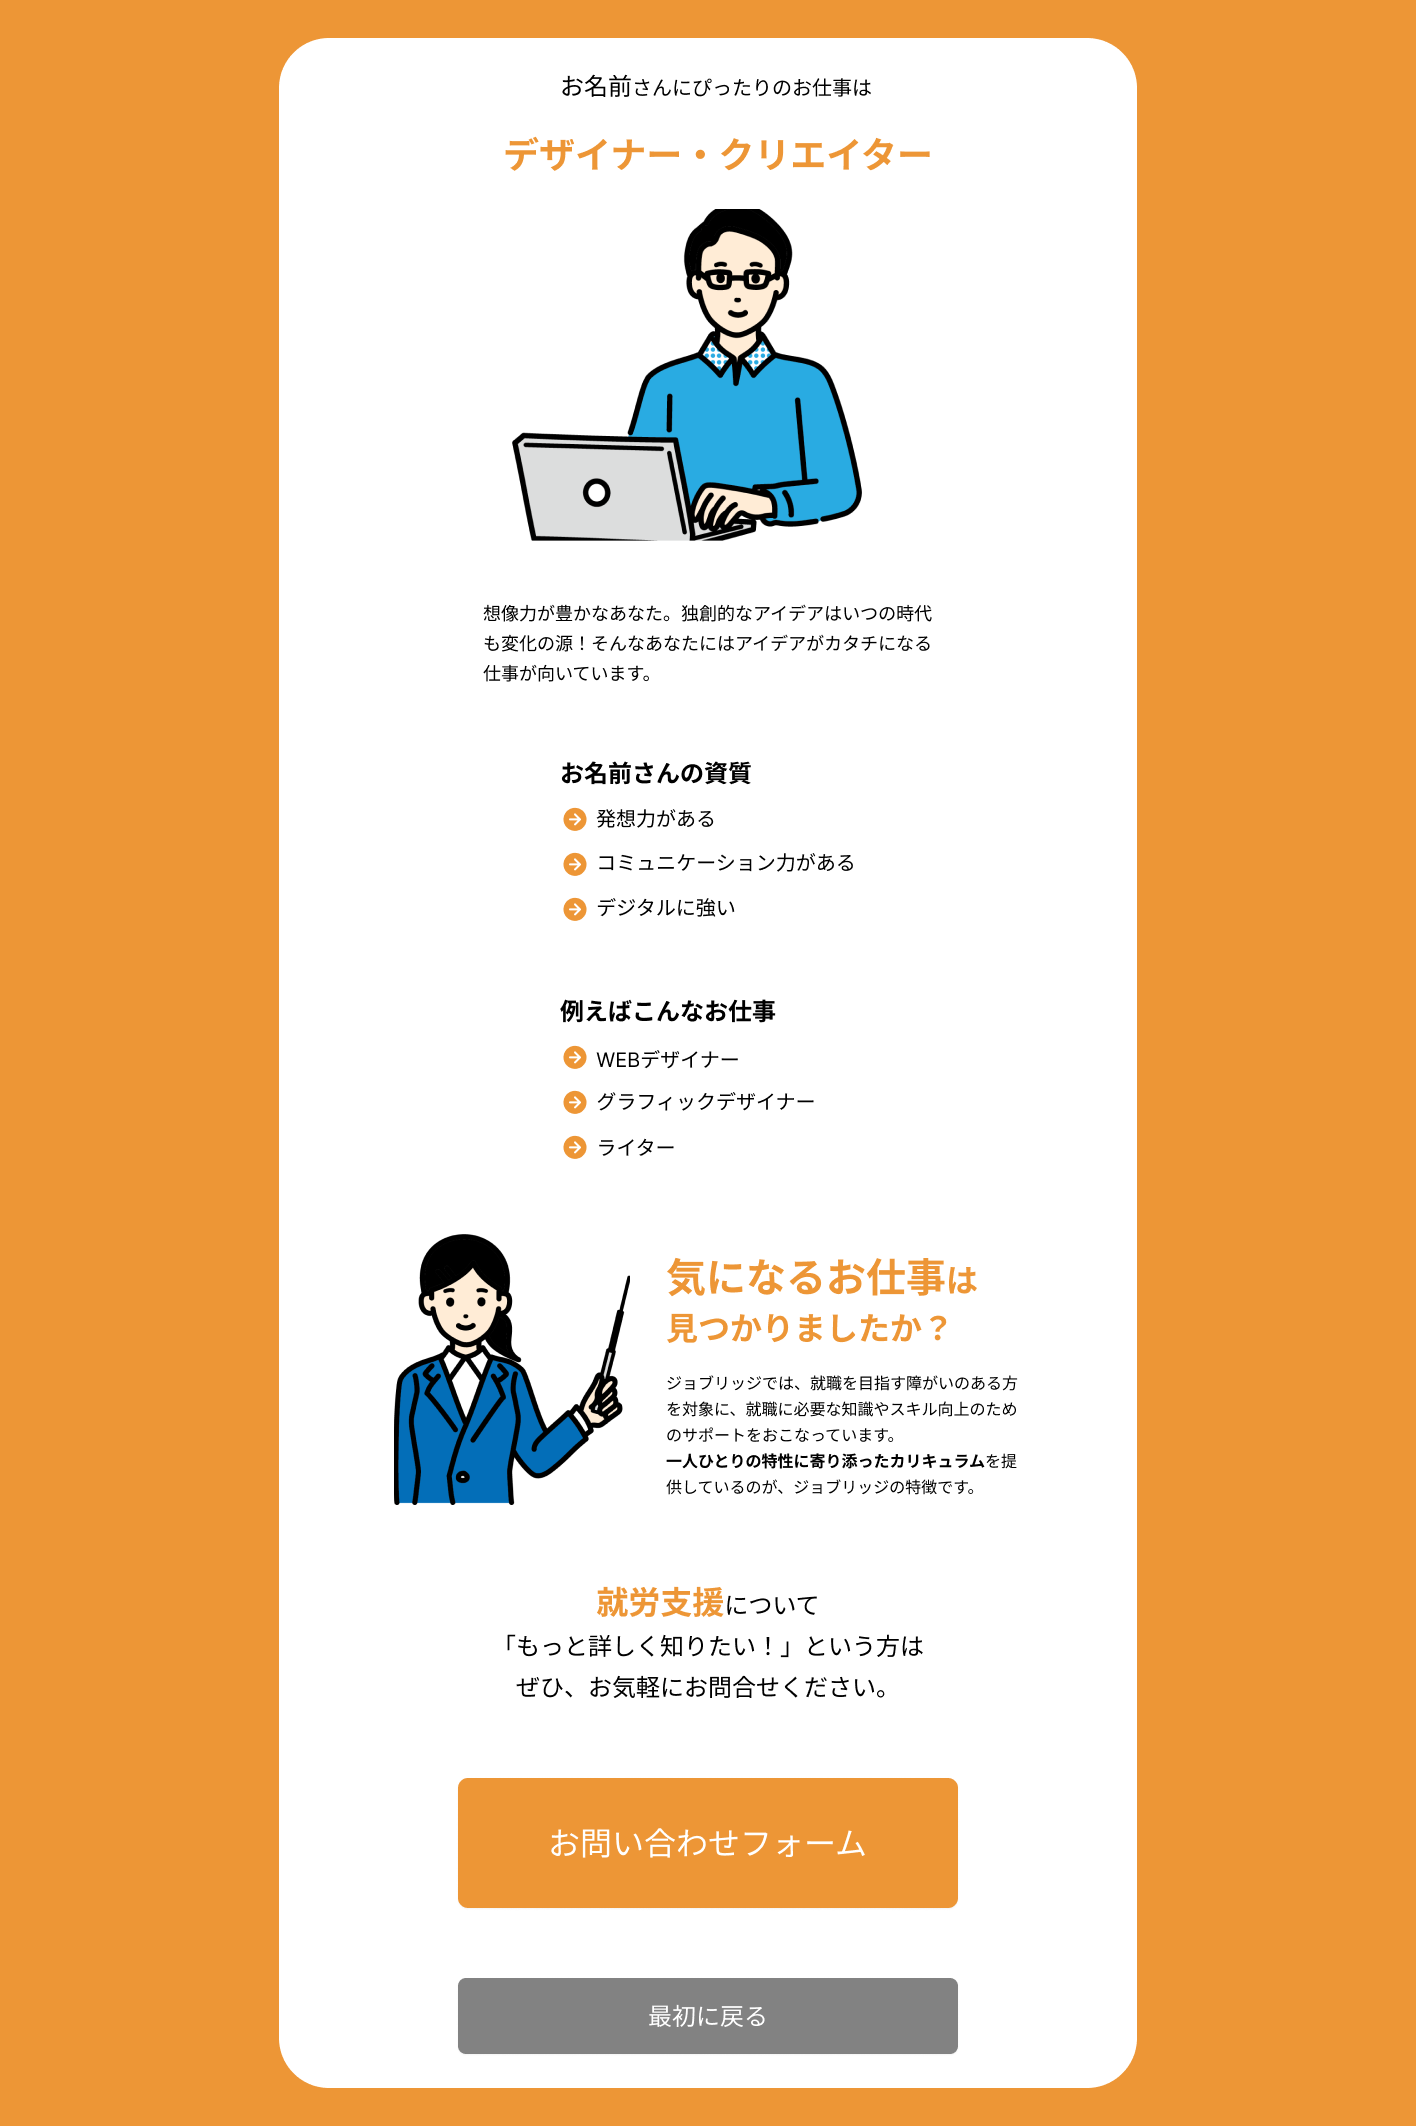 お名前さんにぴったりのお仕事は
デザイナー・クリエイター
想像力が豊かなあなた。独創的なアイデアはいつの時代
も変化の源！そんなあなたにはアイデアがカタチになる
仕事が向いています。
お名前さんの資質
発想力がある
コミュニケーション力がある
デジタルに強い
例えばこんなお仕事
WEBデザイナー
グラフィックデザイナー
ライター
気になるお仕事は
見つかりましたか？
ジョブリッジでは、就職を目指す障がいのある方
を対象に、就職に必要な知識やスキル向上のため
のサポートをおこなっています。
一人ひとりの特性に寄り添ったカリキュラムを提
供しているのが、ジョブリッジの特徴です。
就労支援について
「もっと詳しく知りたい！」という方は
ぜひ、お気軽にお問合せください。
お問い合わせフォーム
最初に戻る